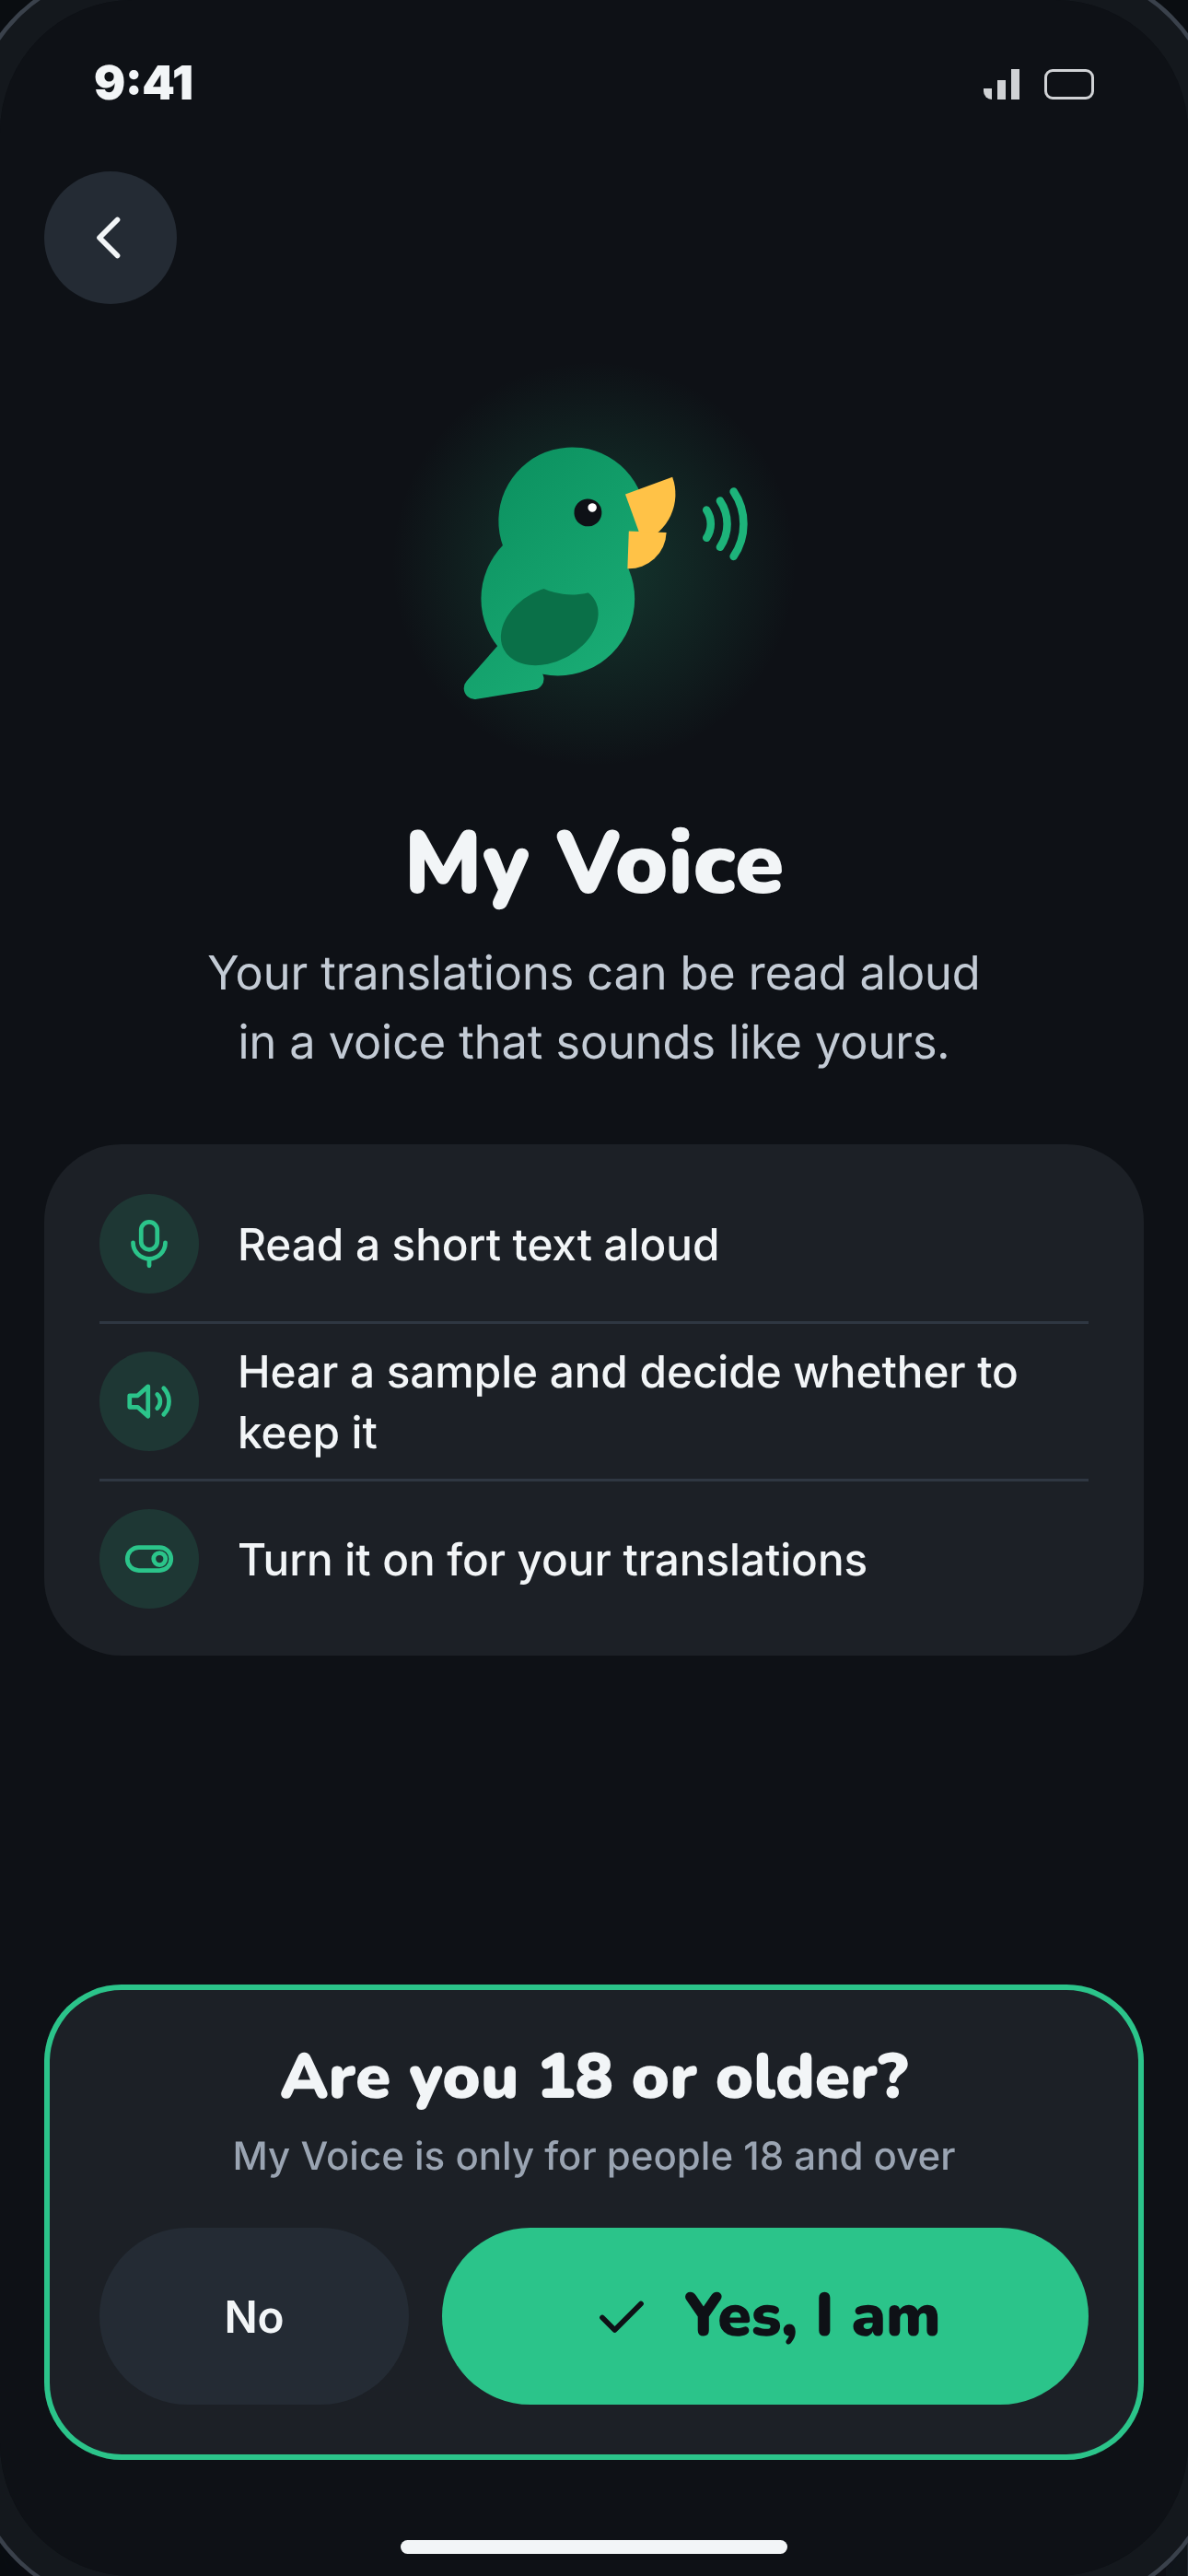 9:41
My Voice
Your translations can be read aloud
in a voice that sounds like yours.
Read a short text aloud
Hear a sample and decide whether to
keep it
Turn it on for your translations
Are you 18 or older?
My Voice is only for people 18 and over
No
Yes, I am